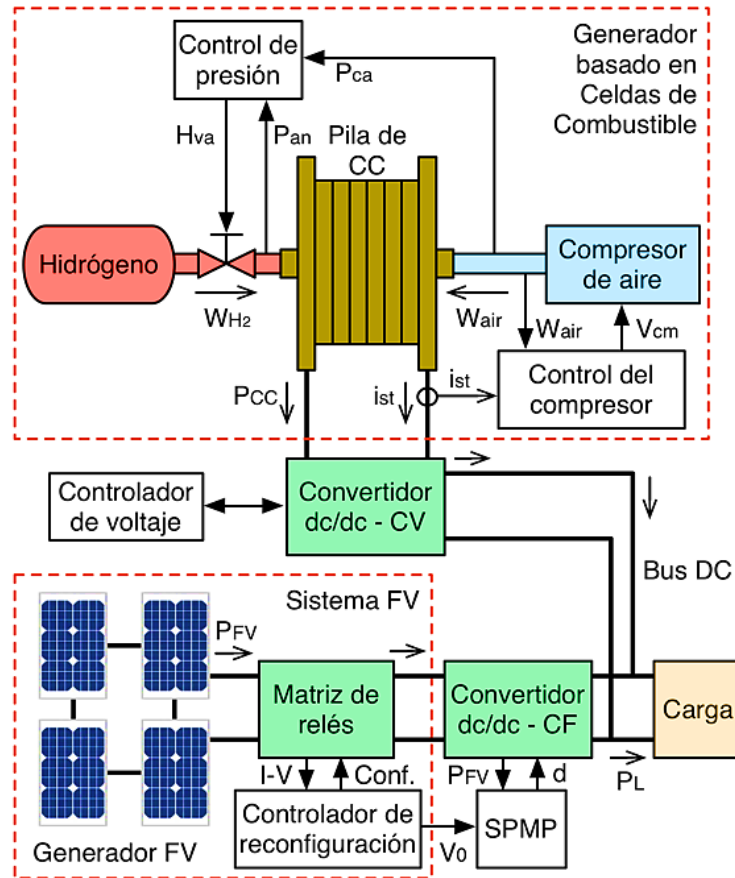 Control de
presión
Generador
basado en
Celdas de
Combustible
Pca
Hva
Pan
Pila de
CC
Hidrógeno
Compresor
de aire
WH2
Wair
Wair
Vcm
Control del
compresor
PCC
ist
ist
Controlador
de voltaje
Convertidor
dc/dc - CV
Bus DC
Sistema FV
PFV
Matriz de
relés
Convertidor
dc/dc - CF
Carga
I-V
Conf.
PFV
d
PL
Controlador de
reconfiguración
V0
SPMP
Generador FV